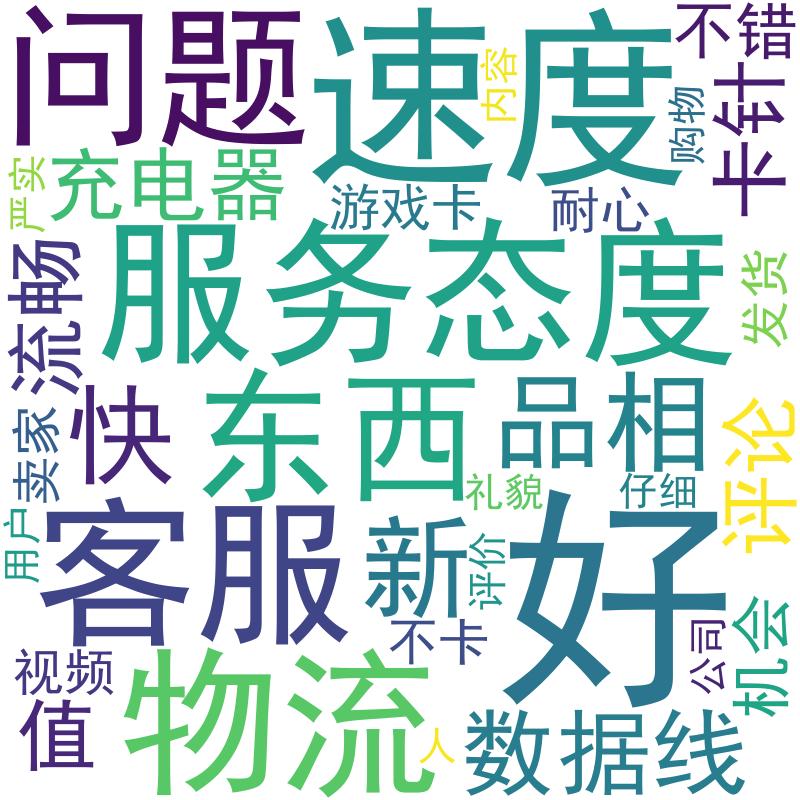 问题
速度
内容
不错
购物
卡针
严实
充电器
游戏卡
耐心
流畅
服务态度
发货
快
东西
品相
评论
卖家
礼貌
仔细
用户
客服
新
评价
好
不卡
公司
机会
视频
值
物流
人
数据线